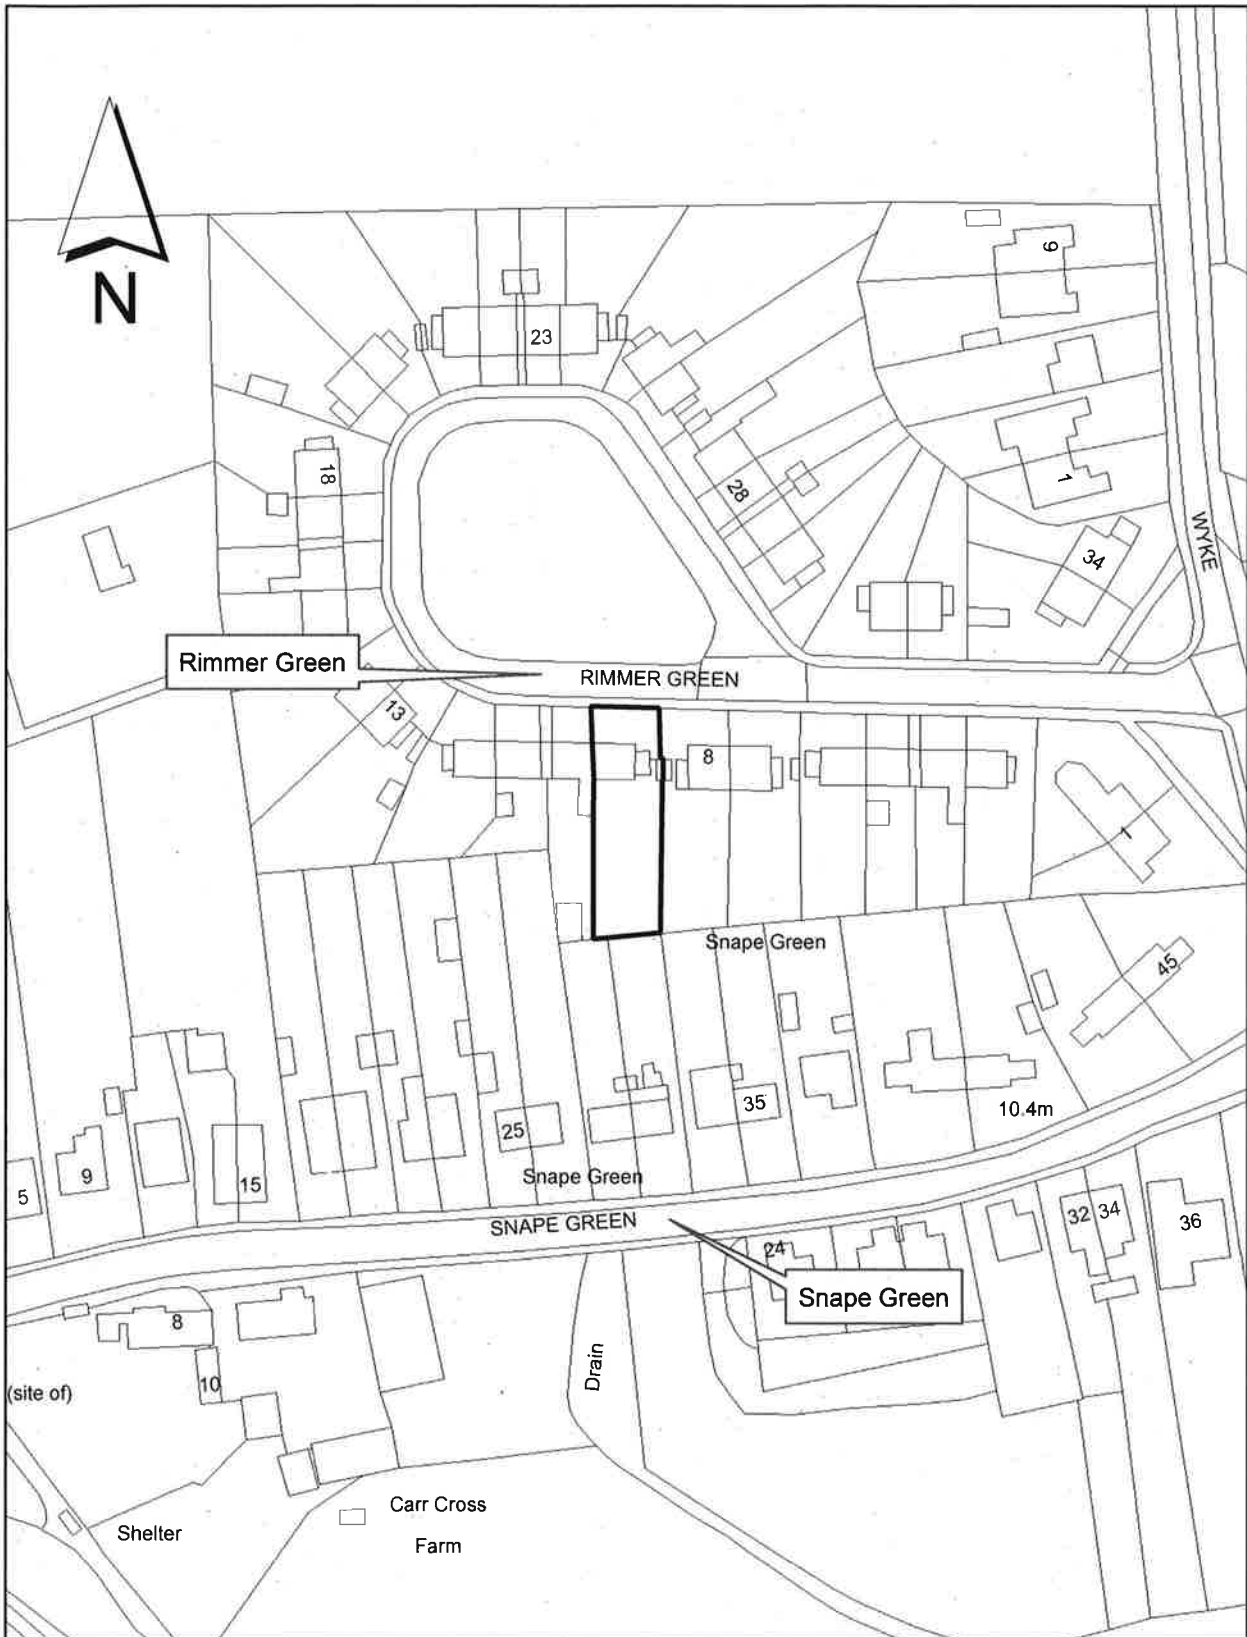 N
9
23
18
28
1
34
WYKE
Rimmer Green
RIMMER GREEN
13
8
1
Snape Green
45
35
10.4m
25
9
15
5
Snape Green
SNAPE GREEN
32
34
36
24
Snape Green
8
10
Drain
(site of)
Carr Cross
Farm
Shelter